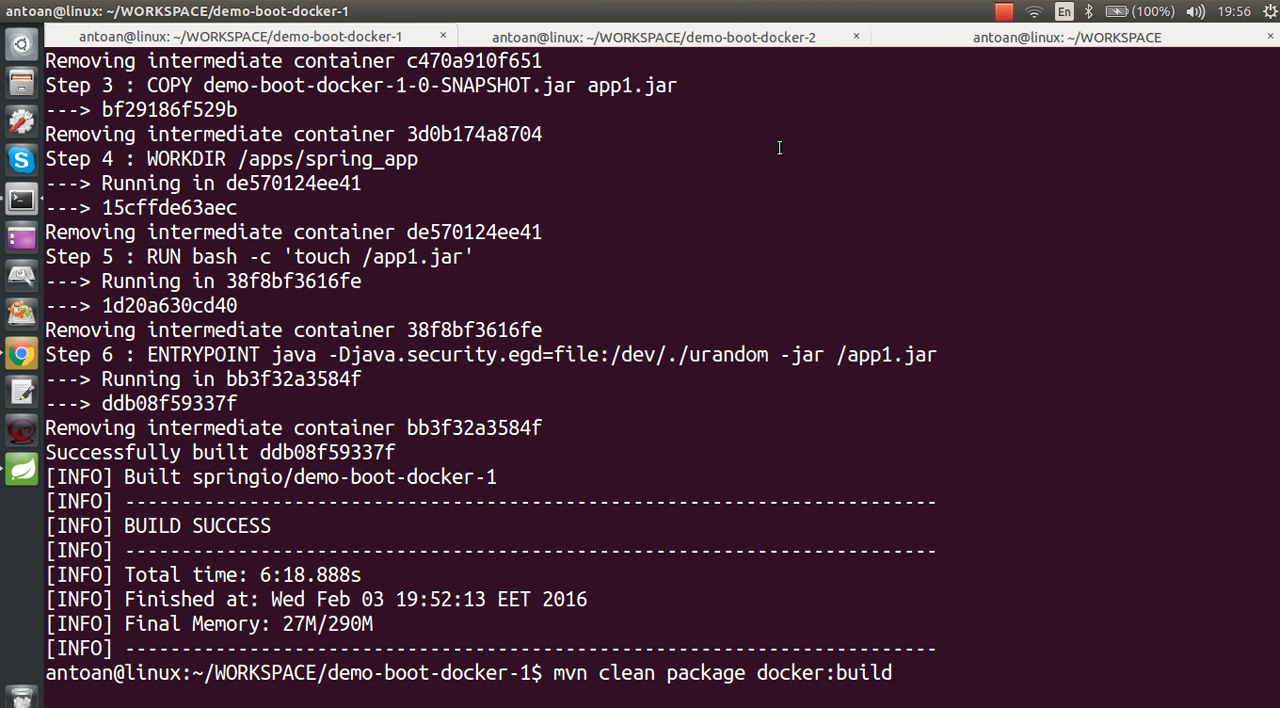 antoan@linux: ~/WORKSPACE/demo-boot-docker-1
En (100%) 19:56
antoan@linux: ~/WORKSPACE/demo-boot-docker-1 × antoan@linux: ~/WORKSPACE/demo-boot-docker-2 × antoan@linux: ~/WORKSPACE ×
Removing intermediate container c470a910f651
Step 3 : COPY demo-boot-docker-1-0-SNAPSHOT.jar app1.jar
---> bf29186f529b
Removing intermediate container 3d0b174a8704
Step 4 : WORKDIR /apps/spring_app
---> Running in de570124ee41
---> 15cffde63aec
Removing intermediate container de570124ee41
Step 5 : RUN bash -c 'touch /app1.jar'
---> Running in 38f8bf3616fe
---> 1d20a630cd40
Removing intermediate container 38f8bf3616fe
Step 6 : ENTRYPOINT java -Djava.security.egd=file:/dev/./urandom -jar /app1.jar
---> Running in bb3f32a3584f
---> ddb08f59337f
Removing intermediate container bb3f32a3584f
Successfully built ddb08f59337f
[INFO] Built springio/demo-boot-docker-1
[INFO] ------------------------------------------------------------------------
[INFO] BUILD SUCCESS
[INFO] ------------------------------------------------------------------------
[INFO] Total time: 6:18.888s
[INFO] Finished at: Wed Feb 03 19:52:13 EET 2016
[INFO] Final Memory: 27M/290M
[INFO] ------------------------------------------------------------------------
antoan@linux:~/WORKSPACE/demo-boot-docker-1$ mvn clean package docker:build